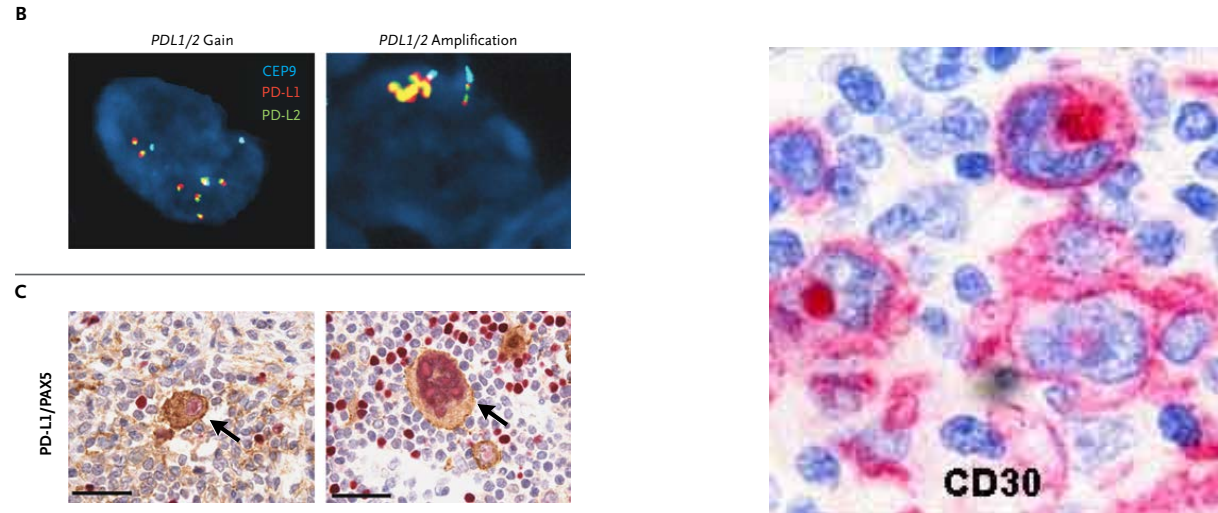 B
PDL1/2 Gain
PDL1/2 Amplification
CEP9
PD-L1
PD-L2
C
PD-L1/PAX5
CD30